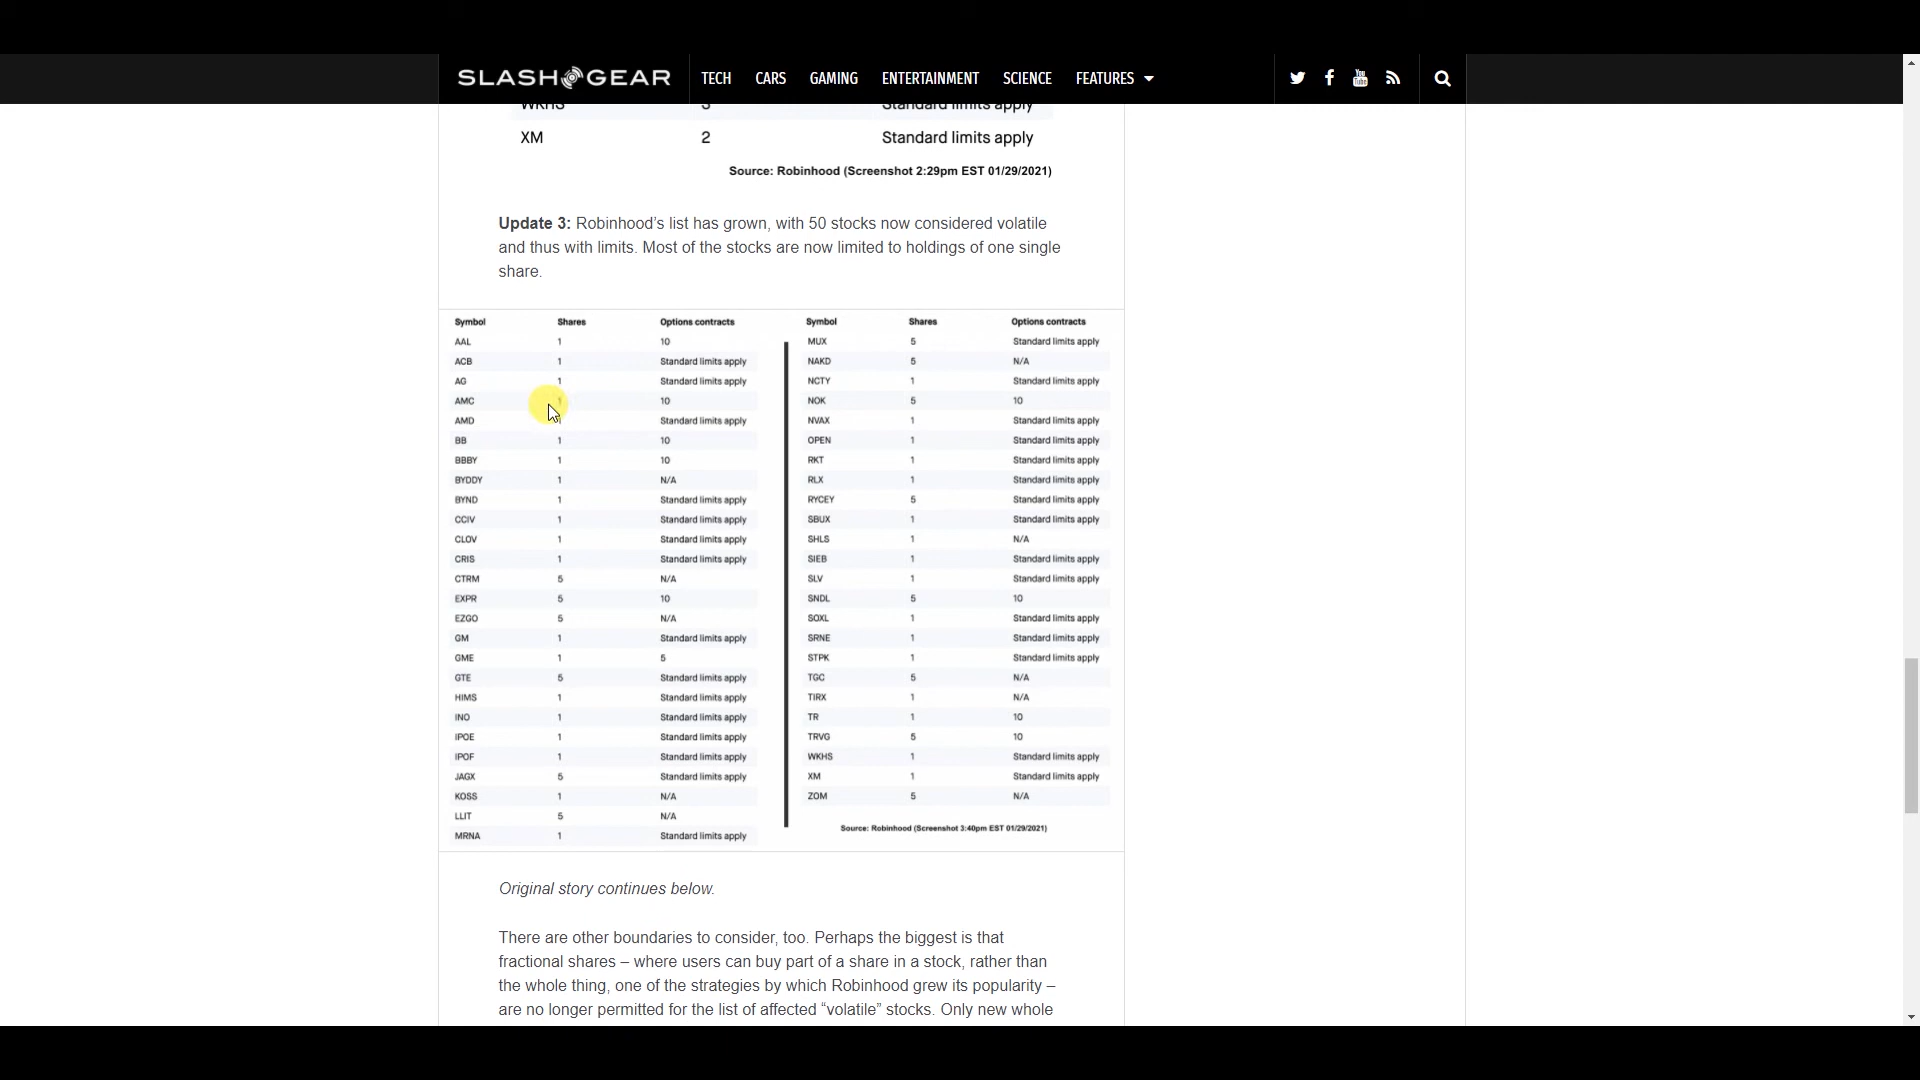 SLASHGEAR TECH CARS GAMING ENTERTAINMENT SCIENCE FEATURES
WKHS 3 Standard limits apply
XM 2 Standard limits apply
Source: Robinhood (Screenshot 2:29pm EST 01/29/2021)
Update 3: Robinhood's list has grown, with 50 stocks now considered volatile
and thus with limits. Most of the stocks are now limited to holdings of one single
share.
Symbol Shares Options contracts
AAL 1 10
ACB 1 Standard limits apply
AG 1 Standard limits apply
AMC 1 10
AMD 1 Standard limits apply
BB 1 10
BBBY 1 10
BYDDY 1 N/A
BYND 1 Standard limits apply
CCIV 1 Standard limits apply
CLOV 1 Standard limits apply
CRIS 1 Standard limits apply
CTRM 5 N/A
EXPR 5 10
EZGO 5 N/A
GM 1 Standard limits apply
GME 1 5
GTE 5 Standard limits apply
HIMS 1 Standard limits apply
INO 1 Standard limits apply
IPOE 1 Standard limits apply
IPOF 1 Standard limits apply
JAGX 5 Standard limits apply
KOSS 1 N/A
LLIT 5 N/A
MRNA 1 Standard limits apply
Symbol Shares Options contracts
MUX 5 Standard limits apply
NAKD 5 N/A
NCTY 1 Standard limits apply
NOK 5 10
NVAX 1 Standard limits apply
OPEN 1 Standard limits apply
RKT 1 Standard limits apply
RLX 1 Standard limits apply
RYCEY 5 Standard limits apply
SBUX 1 Standard limits apply
SHLS 1 N/A
SIEB 1 Standard limits apply
SLV 1 Standard limits apply
SNDL 5 10
SOXL 1 Standard limits apply
SRNE 1 Standard limits apply
STPK 1 Standard limits apply
TGC 5 N/A
TIRX 1 N/A
TR 1 10
TRVG 5 10
WKHS 1 Standard limits apply
XM 1 Standard limits apply
ZOM 5 N/A
Source: Robinhood (Screenshot 3:40pm EST 01/29/2021)
Original story continues below.
There are other boundaries to consider, too. Perhaps the biggest is that
fractional shares – where users can buy part of a share in a stock, rather than
the whole thing, one of the strategies by which Robinhood grew its popularity –
are no longer permitted for the list of affected “volatile” stocks. Only new whole